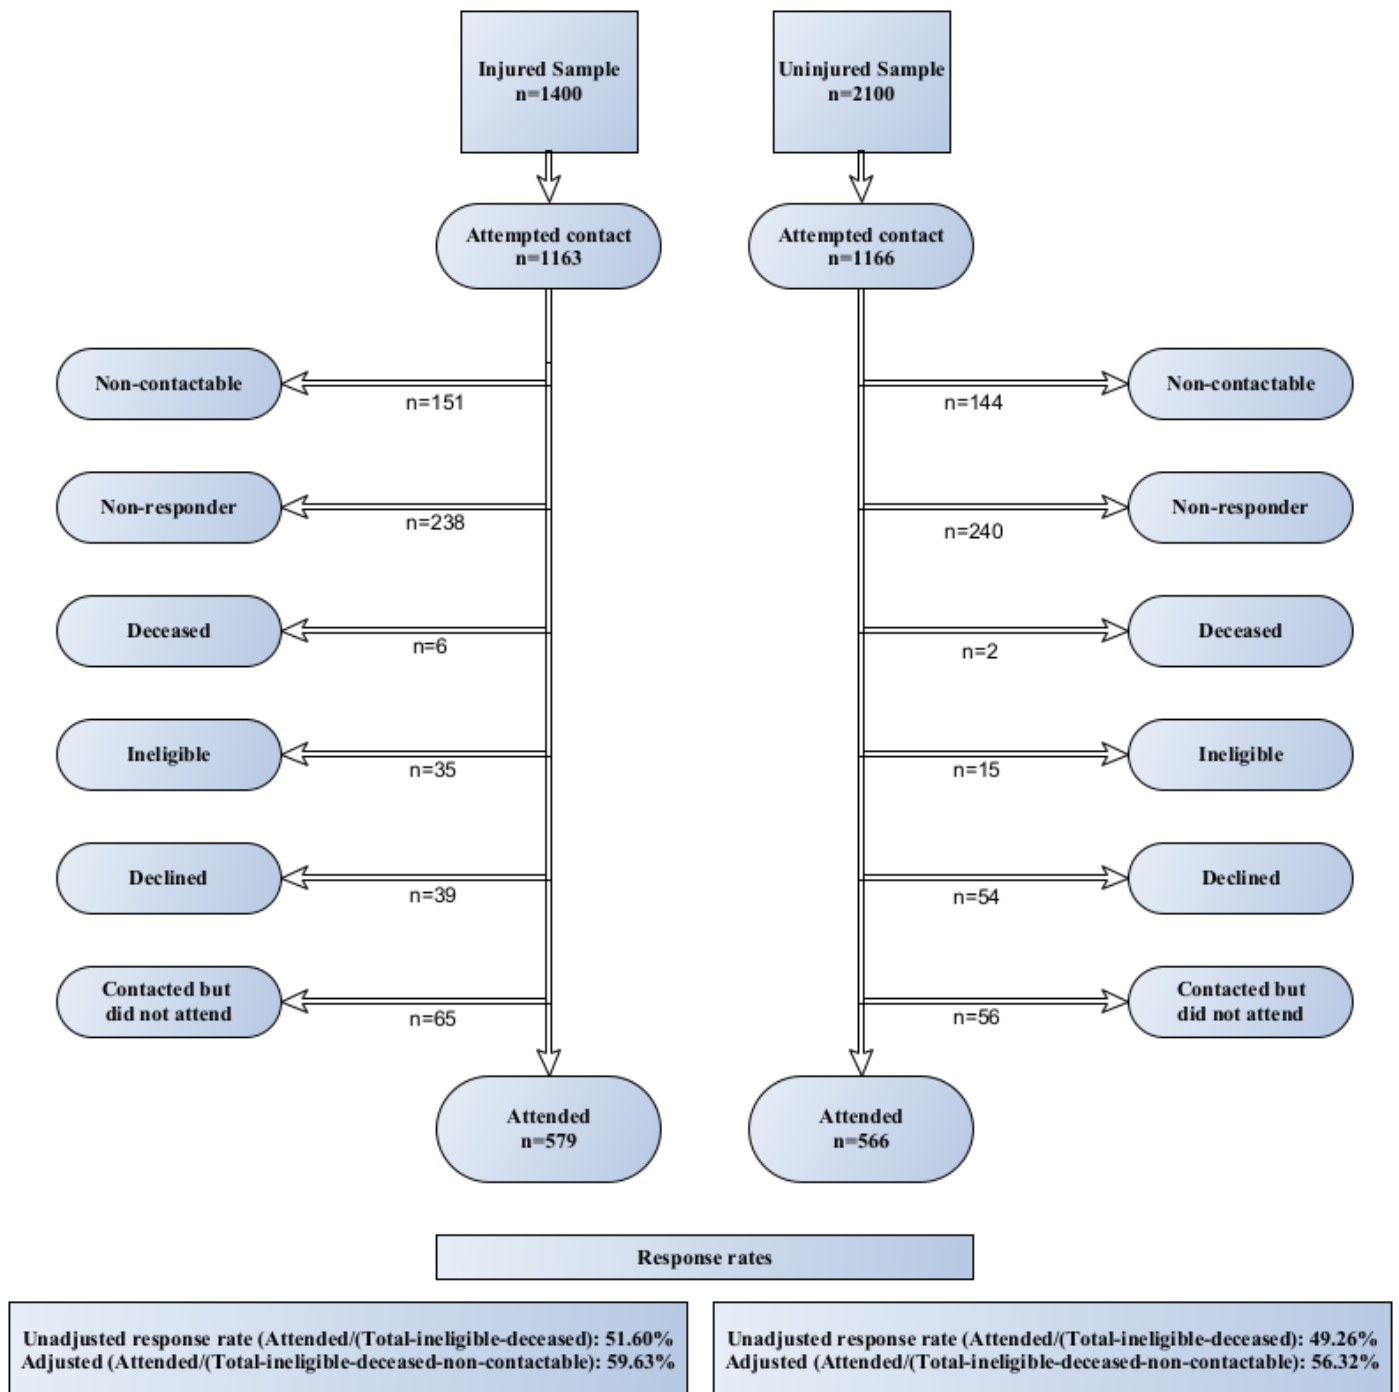 Injured Sample
n=1400
Uninjured Sample
n=2100
Attempted contact
n=1163
Attempted contact
n=1166
Non-contactable
n=151
n=144
Non-contactable
Non-responder
n=238
n=240
Non-responder
Deceased
n=6
n=2
Deceased
Ineligible
n=35
n=15
Ineligible
Declined
n=39
n=54
Declined
Contacted but
did not attend
n=65
n=56
Contacted but
did not attend
Attended
n=579
Attended
n=566
Response rates
Unadjusted response rate (Attended/(Total-ineligible-deceased): 51.60%
Adjusted (Attended/(Total-ineligible-deceased-non-contactable): 59.63%
Unadjusted response rate (Attended/(Total-ineligible-deceased): 49.26%
Adjusted (Attended/(Total-ineligible-deceased-non-contactable): 56.32%